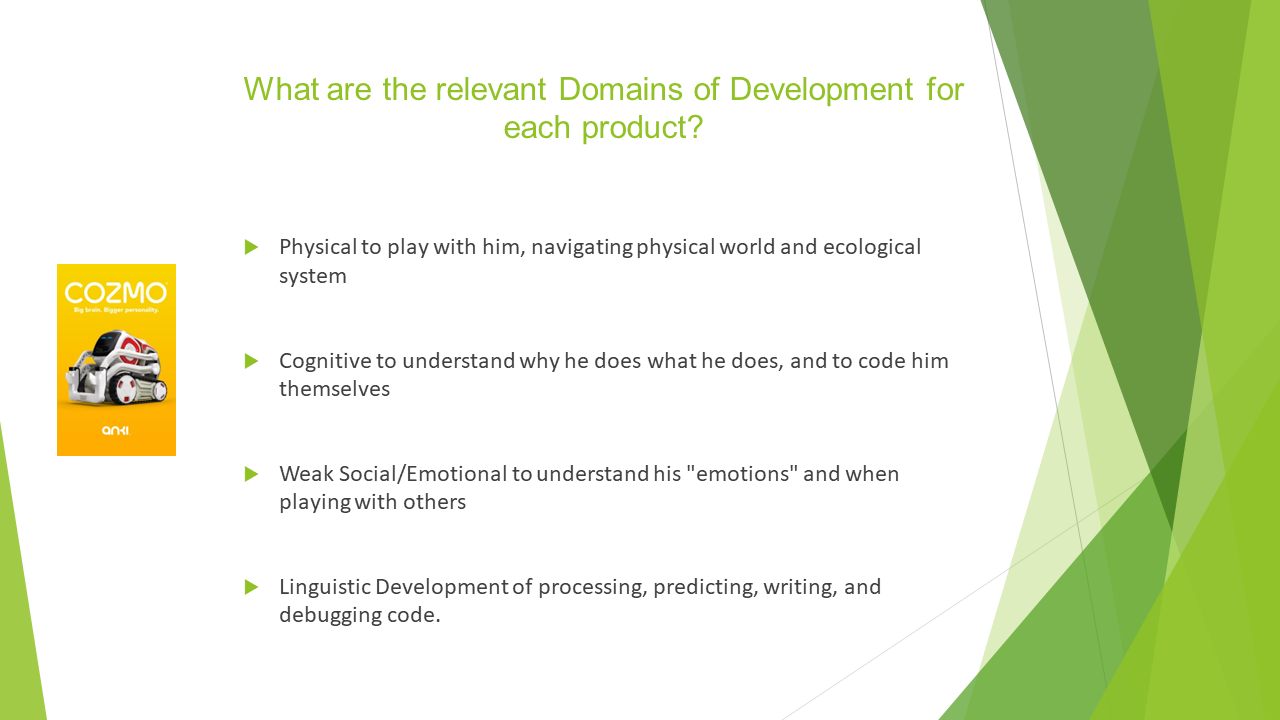 What are the relevant Domains of Development for
each product?
Physical to play with him, navigating physical world and ecological
system
COZMO
Big brain. Bigger personality.
anki
Cognitive to understand why he does what he does, and to code him
themselves
Weak Social/Emotional to understand his "emotions" and when
playing with others
Linguistic Development of processing, predicting, writing, and
debugging code.